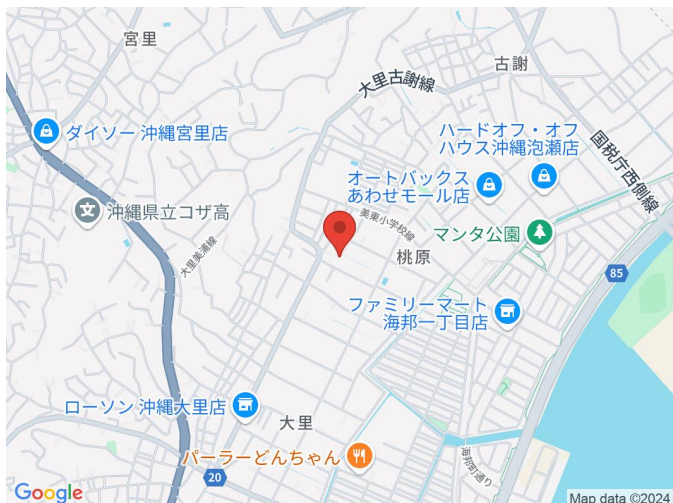 宮里
古謝
大里古謝線
ダイソー 沖縄宮里店
ハードオフ・オフ
ハウス沖縄泡瀬店
国税庁西側線
オートバックス
あわせモール店
沖縄県立コザ高
美東小学校線
マンタ公園
大里美浦線
桃原
85
ファミリーマート
海邦一丁目店
ローソン 沖縄大里店
大里
パーラーどんちゃん
海邦町通り
20
Google
Map data ©2024